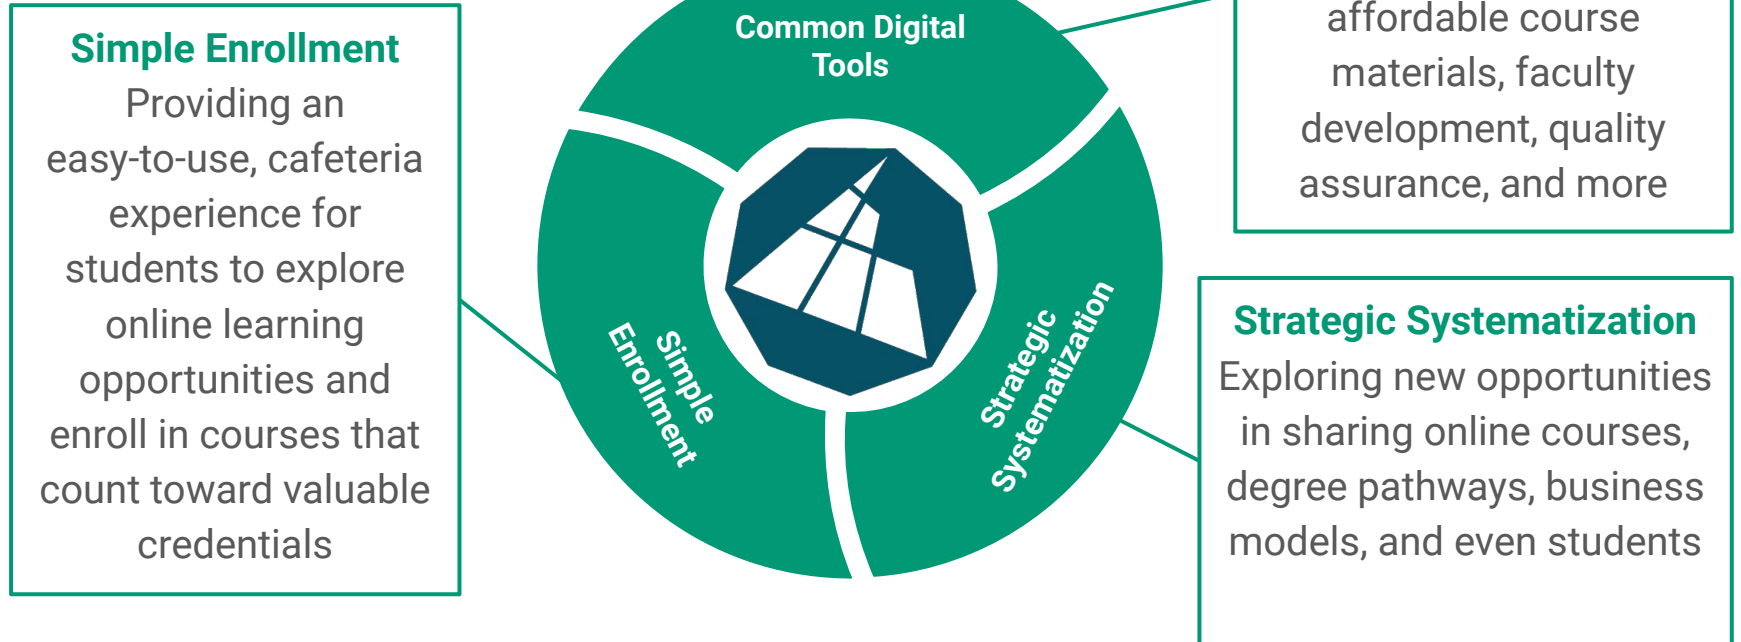 Simple Enrollment
Providing an
easy-to-use, cafeteria
experience for
students to explore
online learning
opportunities and
enroll in courses that
count toward valuable
credentials
Common Digital
Tools
Simple
Enrollment
Strategic
Systematization
affordable course
materials, faculty
development, quality
assurance, and more
Strategic Systematization
Exploring new opportunities
in sharing online courses,
degree pathways, business
models, and even students